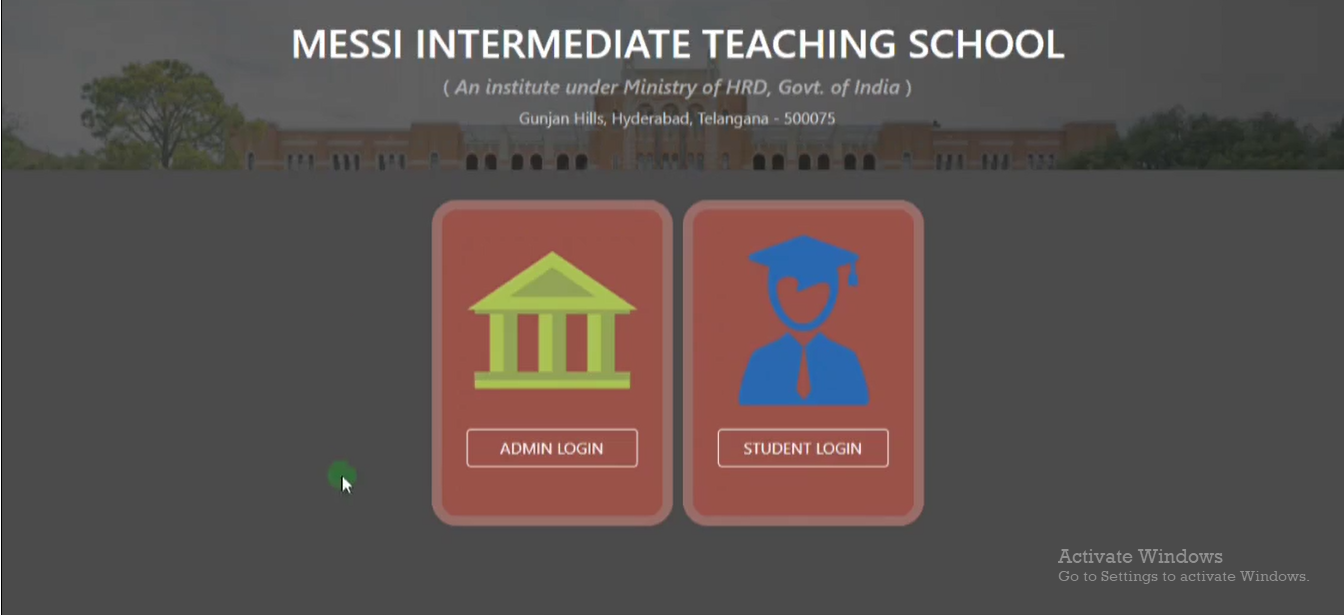 MESSI INTERMEDIATE TEACHING SCHOOL
( An institute under Ministry of HRD, Govt. of India )
Gunjan Hills, Hyderabad, Telangana - 500075
ADMIN LOGIN
STUDENT LOGIN
Activate Windows
Go to Settings to activate Windows.